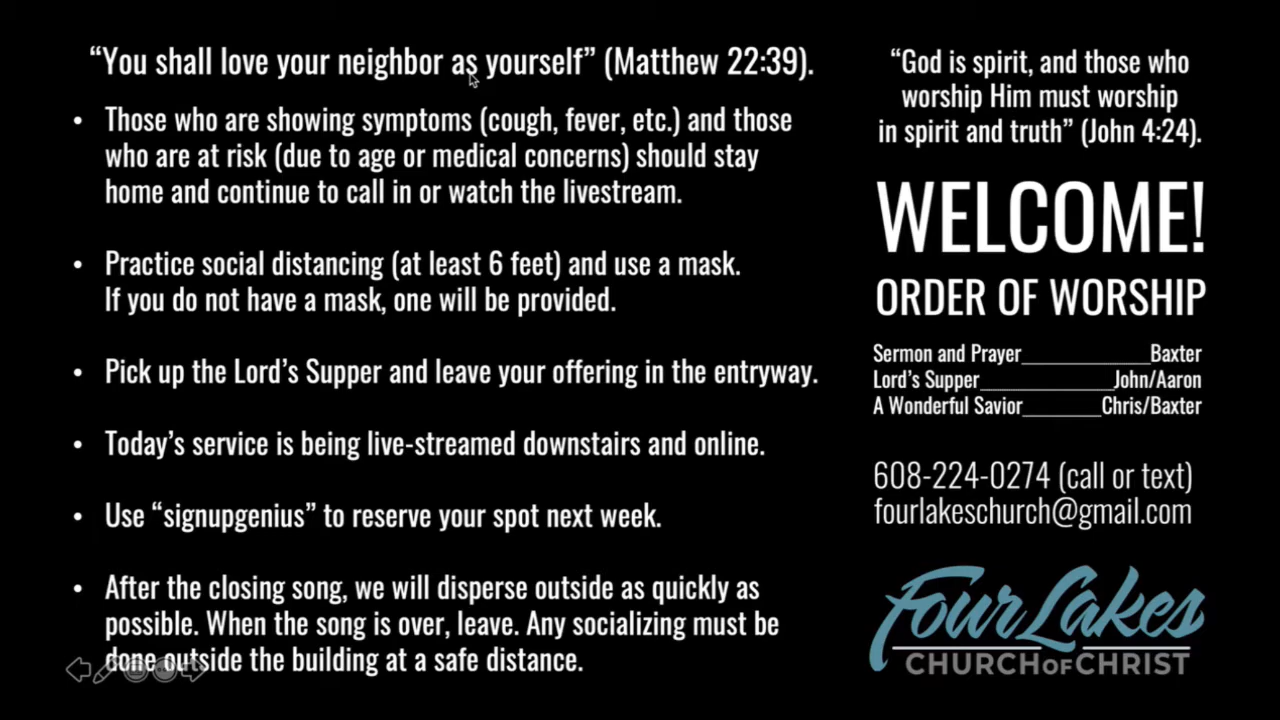 “You shall love your neighbor as yourself” (Matthew 22:39).
• Those who are showing symptoms (cough, fever, etc.) and those
who are at risk (due to age or medical concerns) should stay
home and continue to call in or watch the livestream.
• Practice social distancing (at least 6 feet) and use a mask.
If you do not have a mask, one will be provided.
• Pick up the Lord’s Supper and leave your offering in the entryway.
• Today’s service is being live-streamed downstairs and online.
• Use “signupgenius” to reserve your spot next week.
• After the closing song, we will disperse outside as quickly as
possible. When the song is over, leave. Any socializing must be
done outside the building at a safe distance.
“God is spirit, and those who
worship Him must worship
in spirit and truth” (John 4:24).
WELCOME!
ORDER OF WORSHIP
Sermon and Prayer___________Baxter
Lord’s Supper____________John/Aaron
A Wonderful Savior_______Chris/Baxter
608-224-0274 (call or text)
fourlakeschurch@gmail.com
Four Lakes
CHURCH OF CHRIST